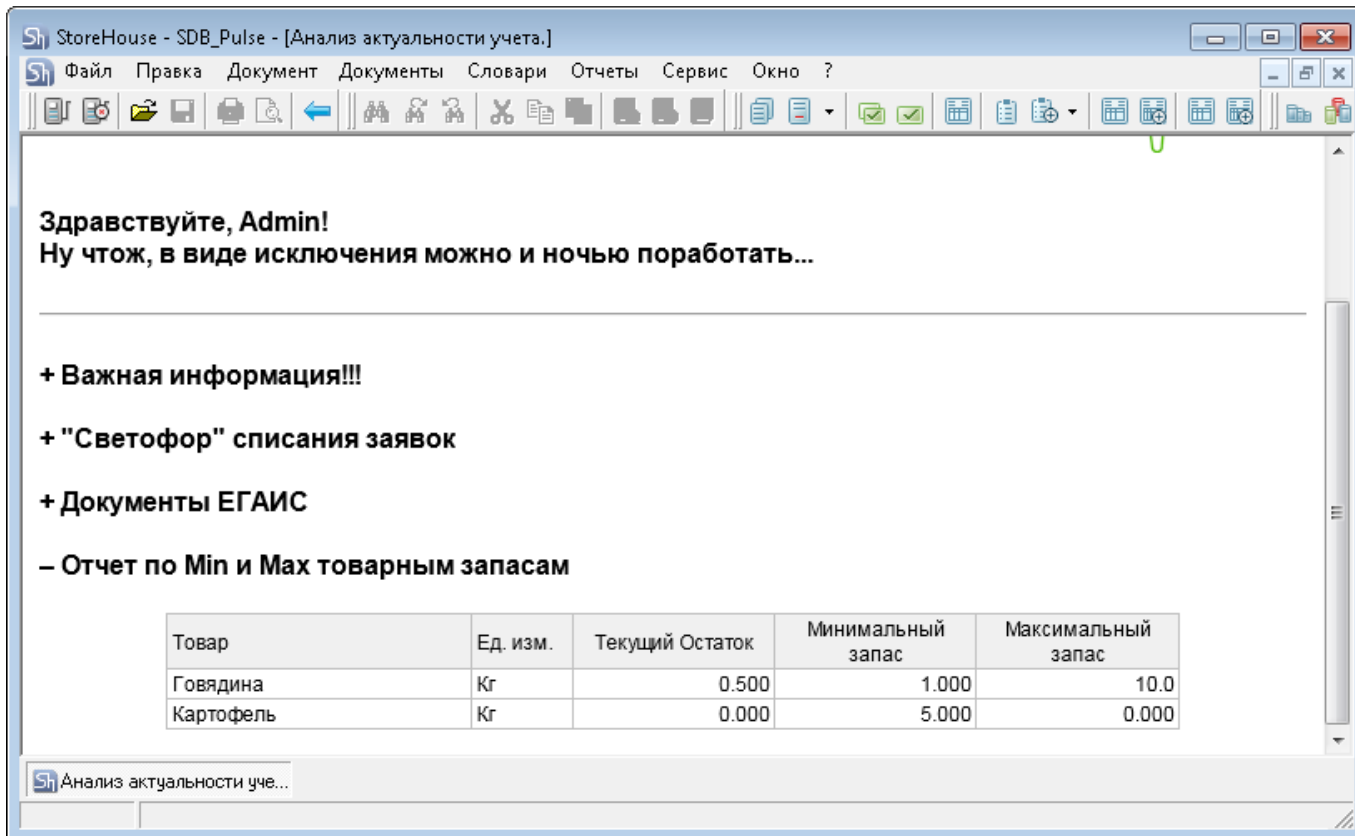 Sh StoreHouse - SDB_Pulse - [Анализ актуальности учета.]
Sh Файл Правка Документ Документы Словари Отчеты Сервис Окно ?
Здравствуйте, Admin!
Ну чтож, в виде исключения можно и ночью поработать...
+ Важная информация!!!
+ "Светофор" списания заявок
+ Документы ЕГАИС
– Отчет по Min и Max товарным запасам
Товар Ед. изм. Текущий Остаток Минимальный запас Максимальный запас
Говядина Кг 0.500 1.000 10.0
Картофель Кг 0.000 5.000 0.000
Sh Анализ актуальности уче...